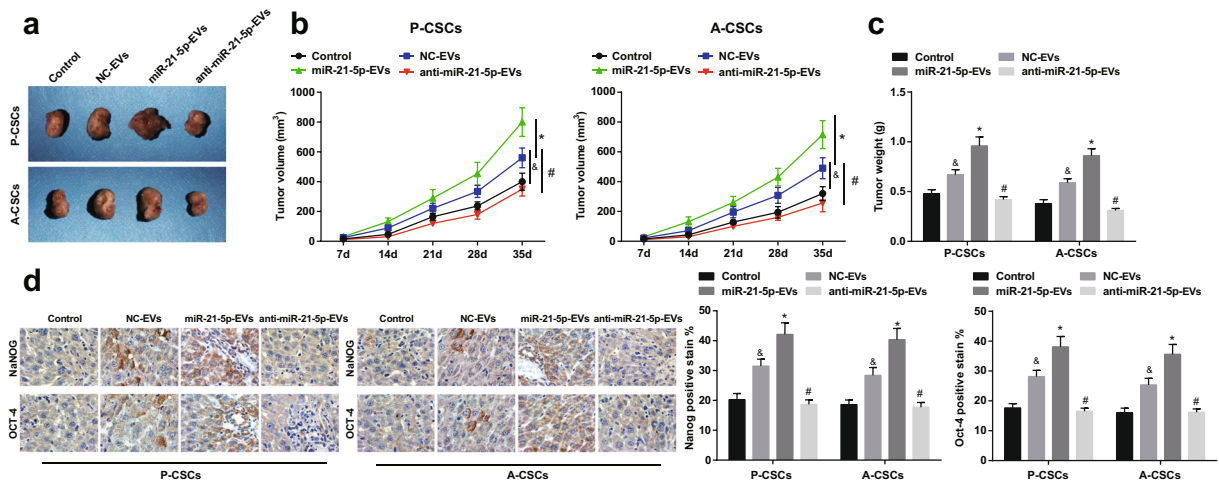 a
Control
NC-EVs
miR-21-5p-EVs
anti-miR-21-5p-EVs
P-CSCs
A-CSCs
b
P-CSCs
Control
NC-EVs
miR-21-5p-EVs
anti-miR-21-5p-EVs
Tumor volume (mm³)
1000
800
600
400
200
0
7d 14d 21d 28d 35d
*
&
#
A-CSCs
Control
NC-EVs
miR-21-5p-EVs
anti-miR-21-5p-EVs
Tumor volume (mm³)
1000
800
600
400
200
0
7d 14d 21d 28d 35d
*
&
#
c
Control
NC-EVs
miR-21-5p-EVs
anti-miR-21-5p-EVs
Tumor weight (g)
1.5
1.0
0.5
0.0
& * #
& * #
P-CSCs A-CSCs
d
Control NC-EVs miR-21-5p-EVs anti-miR-21-5p-EVs
NaNOG
OCT-4
P-CSCs
Control NC-EVs miR-21-5p-EVs anti-miR-21-5p-EVs
NaNOG
OCT-4
A-CSCs
Control
NC-EVs
miR-21-5p-EVs
anti-miR-21-5p-EVs
Nanog positive stain %
50
40
30
20
10
0
& * #
& * #
P-CSCs A-CSCs
Control
NC-EVs
miR-21-5p-EVs
anti-miR-21-5p-EVs
Oct-4 positive stain %
50
40
30
20
10
0
& * #
& * #
P-CSCs A-CSCs